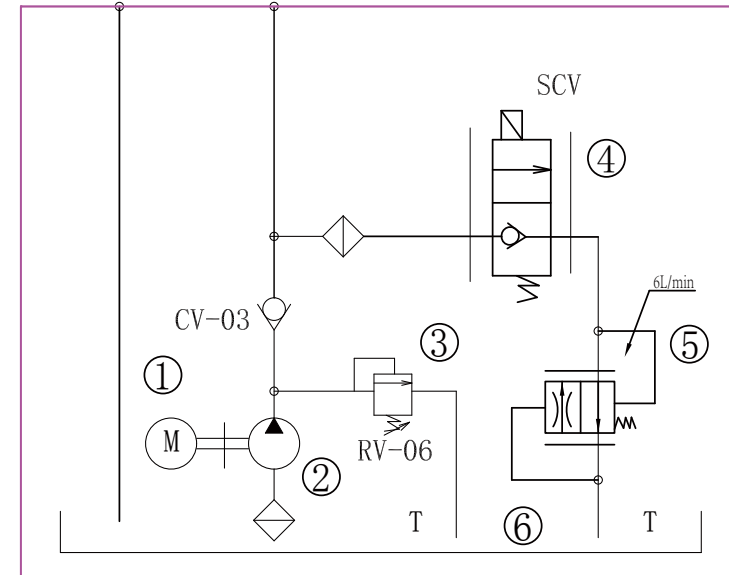 SCV
④
6L/min
CV-03
③
⑤
①
M
RV-06
②
T
⑥
T